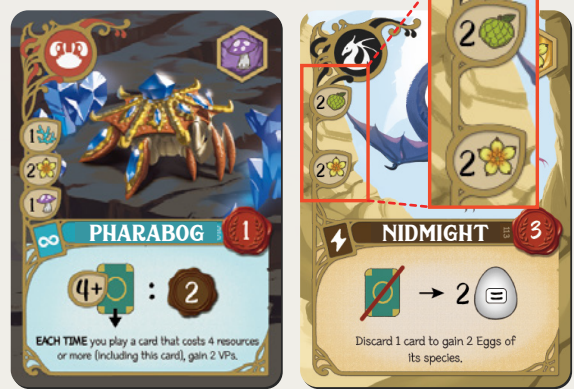 1
2
1
PHARABOG
1
4+
:
2
EACH TIME you play a card that costs 4 resources
or more (including this card), gain 2 VPs.
2
2
2
2
NIDMIGHT
3
2
Discard 1 card to gain 2 Eggs of
its species.